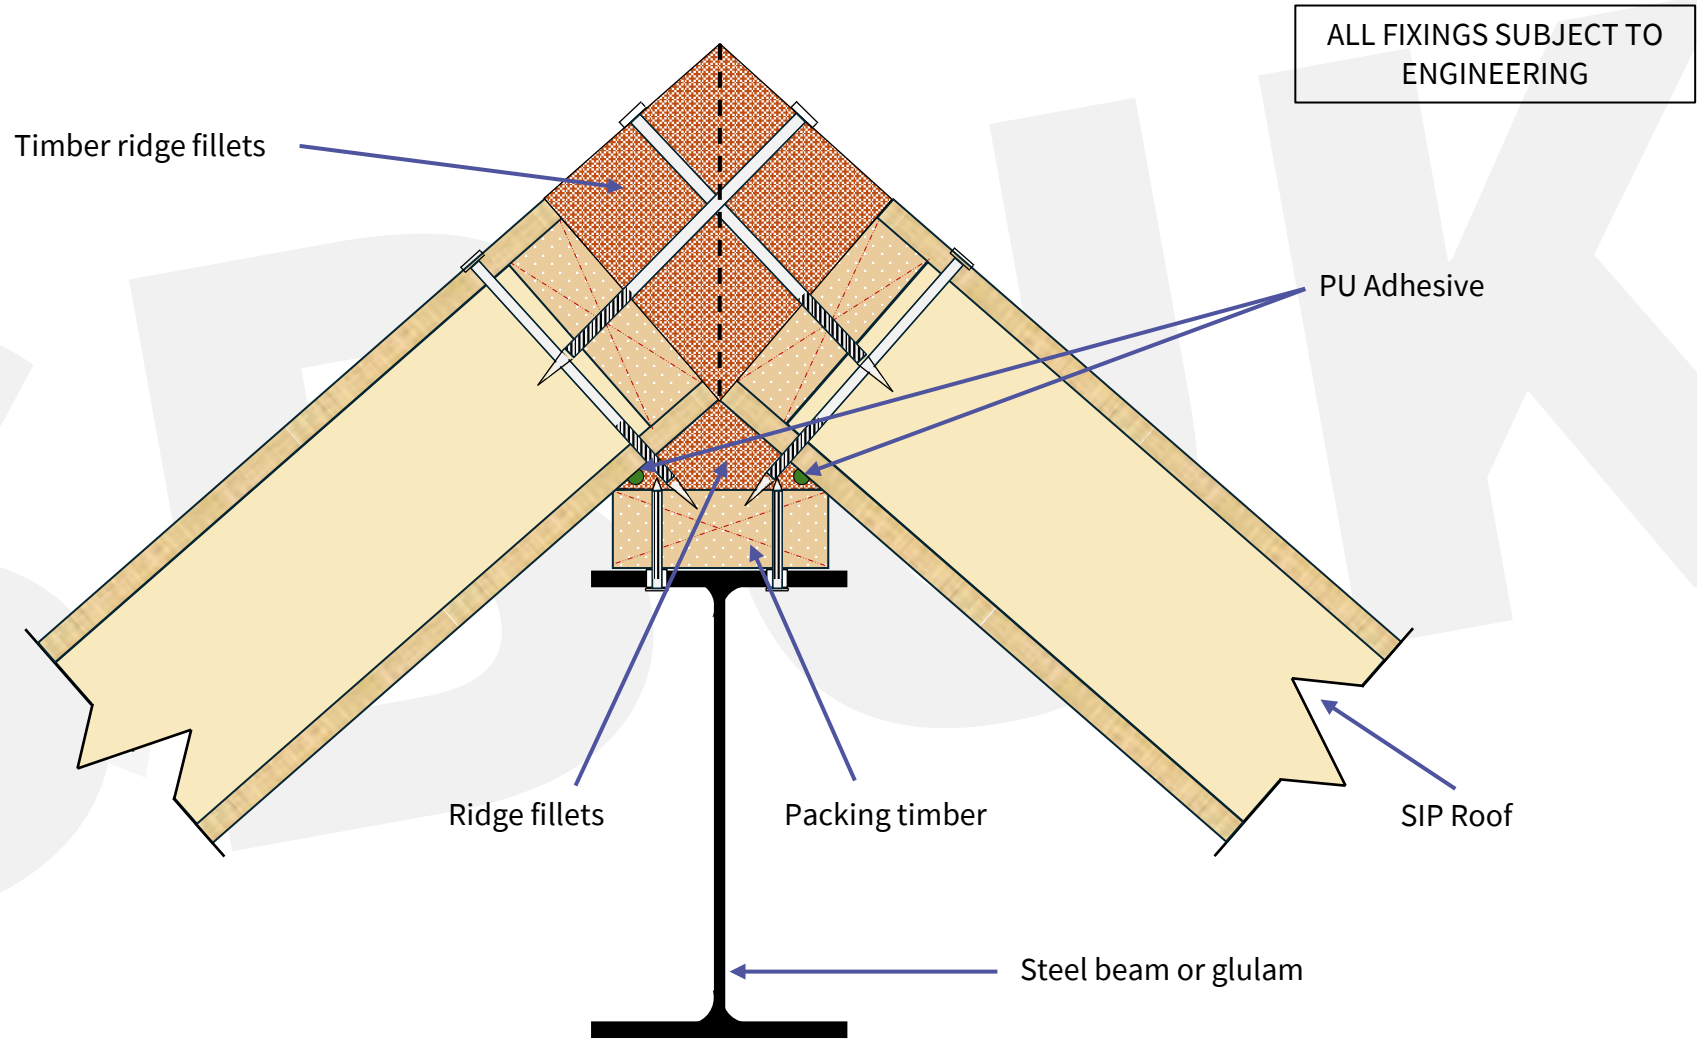 ALL FIXINGS SUBJECT TO
ENGINEERING
Timber ridge fillets
PU Adhesive
Ridge fillets
Packing timber
SIP Roof
Steel beam or glulam